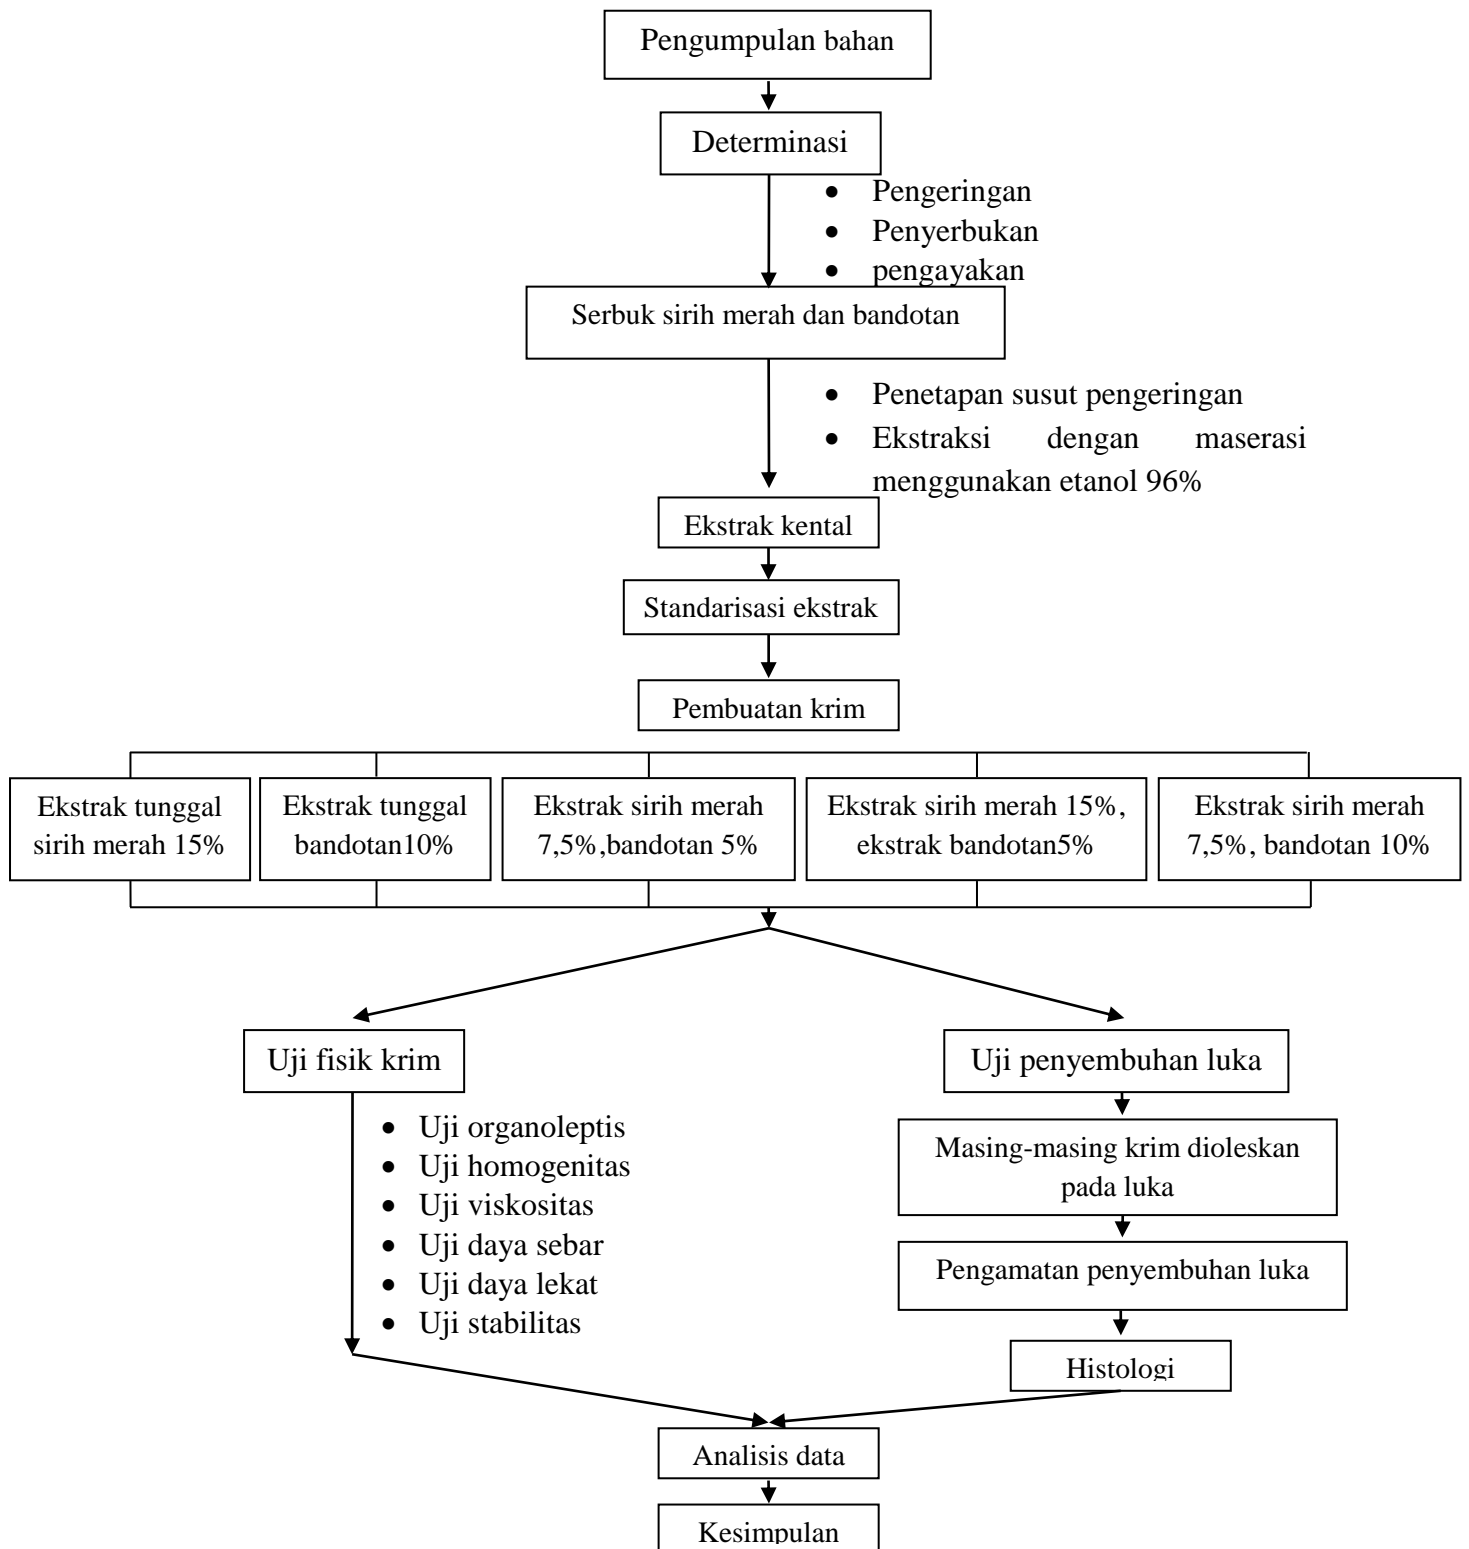 Pengumpulan bahan
Determinasi
• Pengeringan
• Penyerbukan
• pengayakan
Serbuk sirih merah dan bandotan
• Penetapan susut pengeringan
• Ekstraksi dengan maserasi
menggunakan etanol 96%
Ekstrak kental
Standarisasi ekstrak
Pembuatan krim
Ekstrak tunggal
sirih merah 15%
Ekstrak tunggal
bandotan10%
Ekstrak sirih merah
7,5%,bandotan 5%
Ekstrak sirih merah 15%,
ekstrak bandotan5%
Ekstrak sirih merah
7,5%, bandotan 10%
Uji fisik krim
• Uji organoleptis
• Uji homogenitas
• Uji viskositas
• Uji daya sebar
• Uji daya lekat
• Uji stabilitas
Uji penyembuhan luka
Masing-masing krim dioleskan
pada luka
Pengamatan penyembuhan luka
Histologi
Analisis data
Kesimpulan